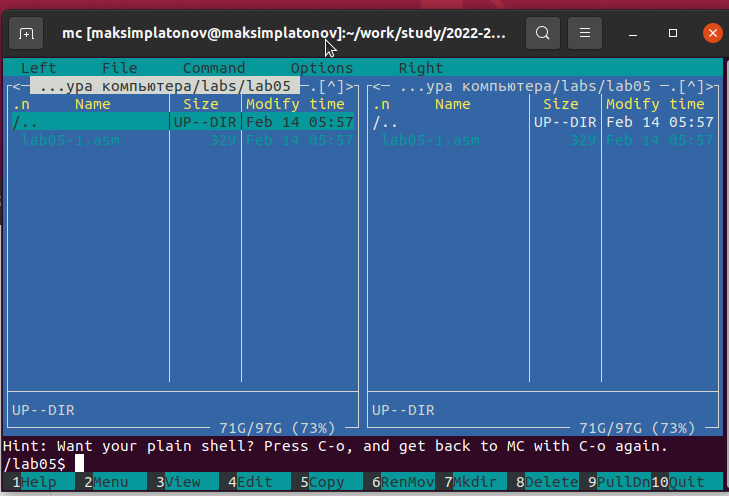 mc [maksimplatonov@maksimplatonov]:~/work/study/2022-2...
Left File Command Options Right
<─ ...ура компьютера/labs/lab05 ─.[^]>
.n Name Size Modify time
/.. UP--DIR Feb 14 05:57
lab05-1.asm 329 Feb 14 05:57
UP--DIR
71G/97G (73%)
<─ ...ура компьютера/labs/lab05 ─.[^]>
.n Name Size Modify time
/.. UP--DIR Feb 14 05:57
lab05-1.asm 329 Feb 14 05:57
UP--DIR
71G/97G (73%)
Hint: Want your plain shell? Press C-o, and get back to MC with C-o again.
/lab05$
1Help 2Menu 3View 4Edit 5Copy 6RenMov 7Mkdir 8Delete 9PullDn 10Quit